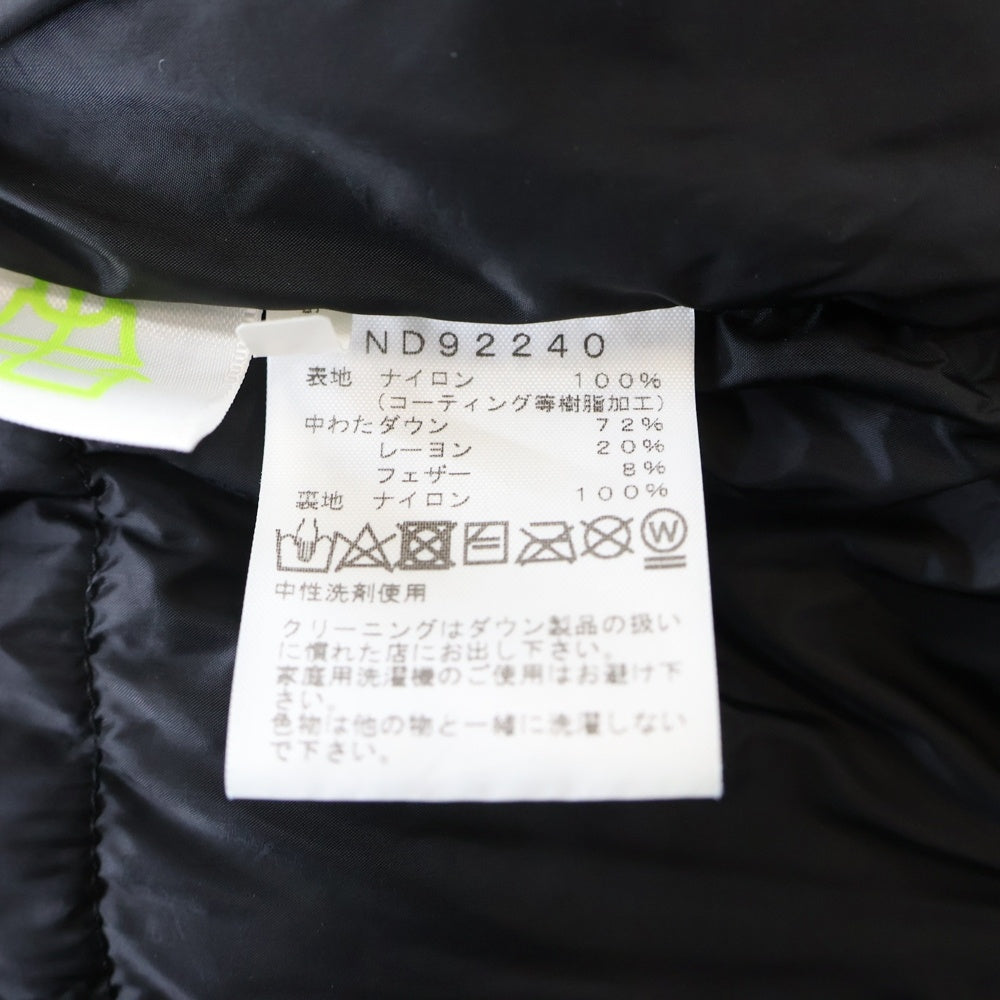 ND92240
表地 ナイロン 100%
(コーティング等樹脂加工)
中わたダウン 72%
レーヨン 20%
フェザー 8%
裏地 ナイロン 100%
W
中性洗剤使用
クリーニングはダウン製品の扱い
に慣れた店にお出し下さい。
家庭用洗濯機のご使用はお避け下
さい。
色物は他の物と一緒に洗濯しない
で下さい。